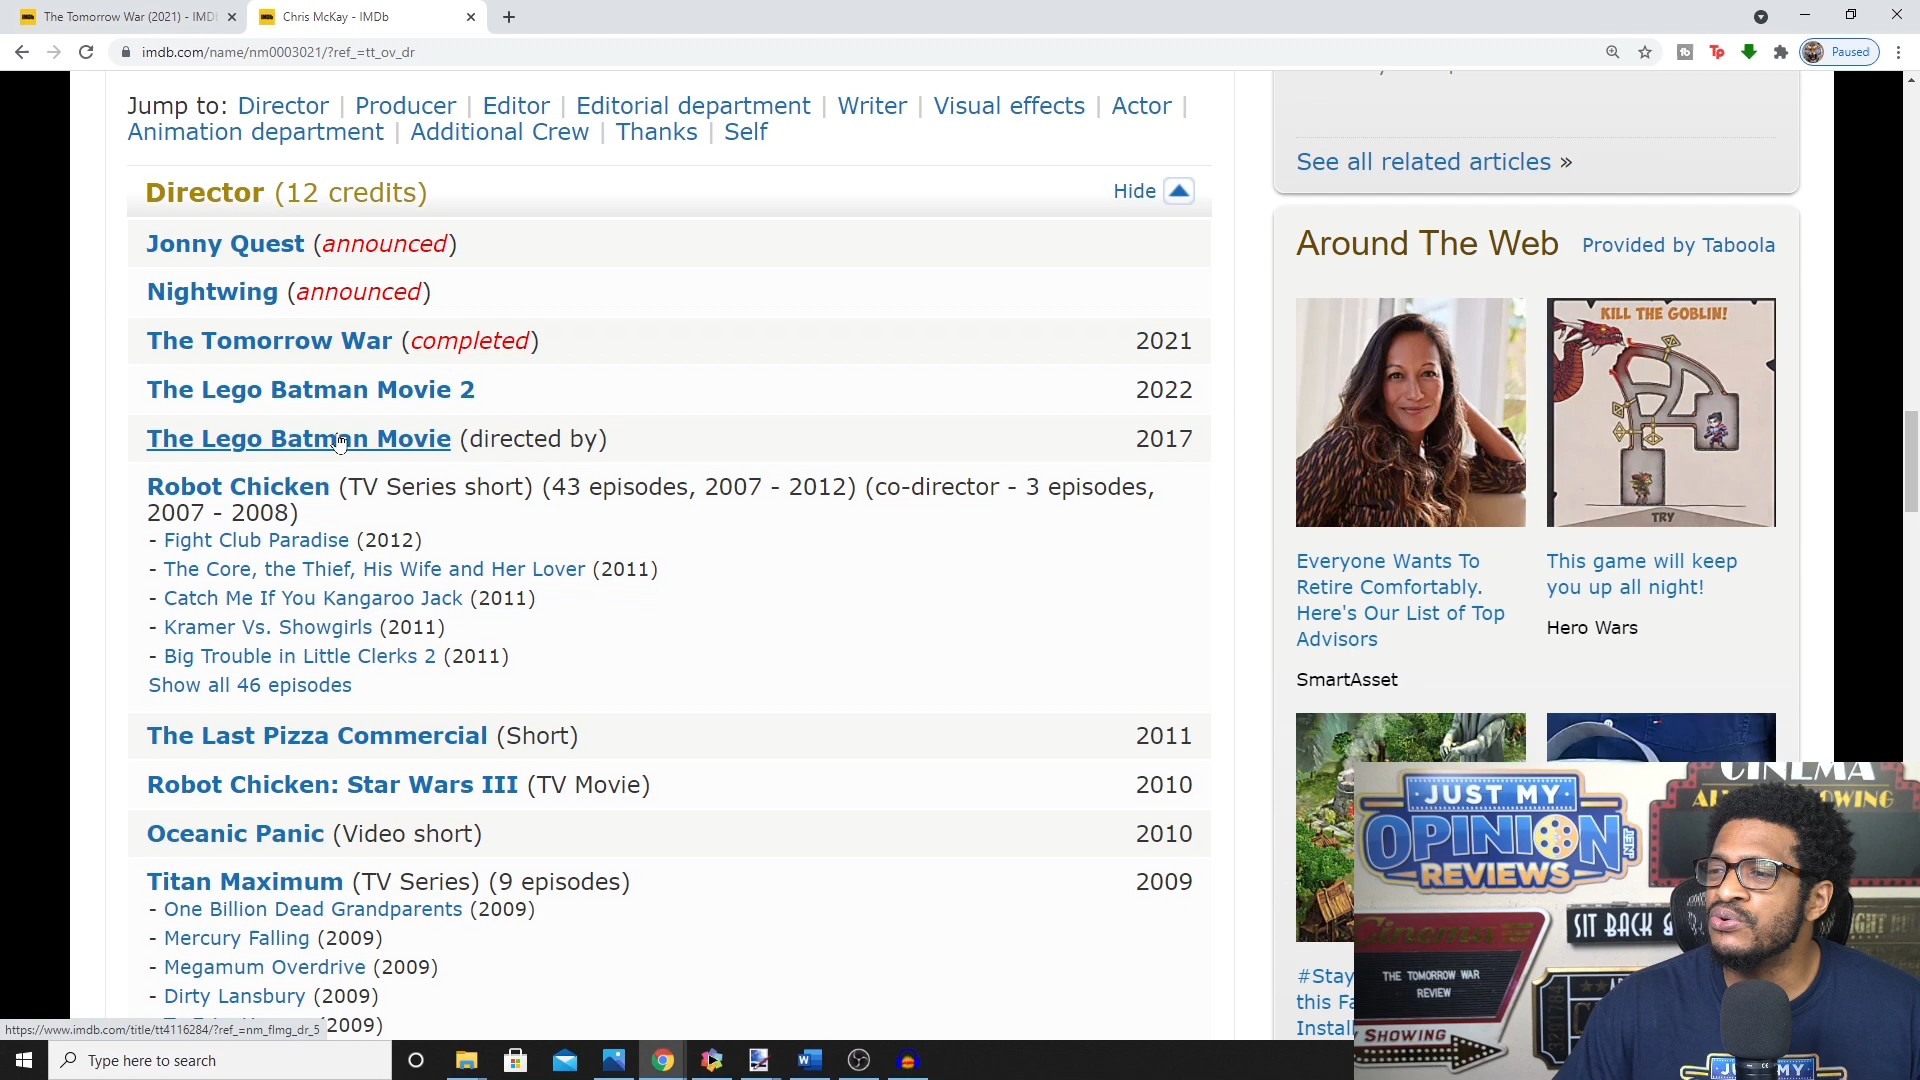 The Tomorrow War (2021) - IMD
Chris McKay - IMDb
imdb.com/name/nm0003021/?ref_=tt_ov_dr
Paused
Jump to: Director | Producer | Editor | Editorial department | Writer | Visual effects | Actor |
Animation department | Additional Crew | Thanks | Self
Director (12 credits)
Hide
Jonny Quest (announced)
Nightwing (announced)
The Tomorrow War (completed) 2021
The Lego Batman Movie 2 2022
The Lego Batman Movie (directed by) 2017
Robot Chicken (TV Series short) (43 episodes, 2007 - 2012) (co-director - 3 episodes,
2007 - 2008)
- Fight Club Paradise (2012)
- The Core, the Thief, His Wife and Her Lover (2011)
- Catch Me If You Kangaroo Jack (2011)
- Kramer Vs. Showgirls (2011)
- Big Trouble in Little Clerks 2 (2011)
Show all 46 episodes
The Last Pizza Commercial (Short) 2011
Robot Chicken: Star Wars III (TV Movie) 2010
Oceanic Panic (Video short) 2010
Titan Maximum (TV Series) (9 episodes) 2009
- One Billion Dead Grandparents (2009)
- Mercury Falling (2009)
- Megamum Overdrive (2009)
- Dirty Lansbury (2009)
2009)
https://www.imdb.com/title/tt4116284/?ref_=nm_flmg_dr_5
See all related articles »
Around The Web
Provided by Taboola
KILL THE GOBLIN!
TRY
Everyone Wants To
Retire Comfortably.
Here's Our List of Top
Advisors
SmartAsset
This game will keep
you up all night!
Hero Wars
#Stay
this Fa
Install
JUST MY
OPINION
REVIEWS
CINEMA
SIT BACK &
Cinema
THE TOMORROW WAR
REVIEW
SHOWING
Type here to search
MY